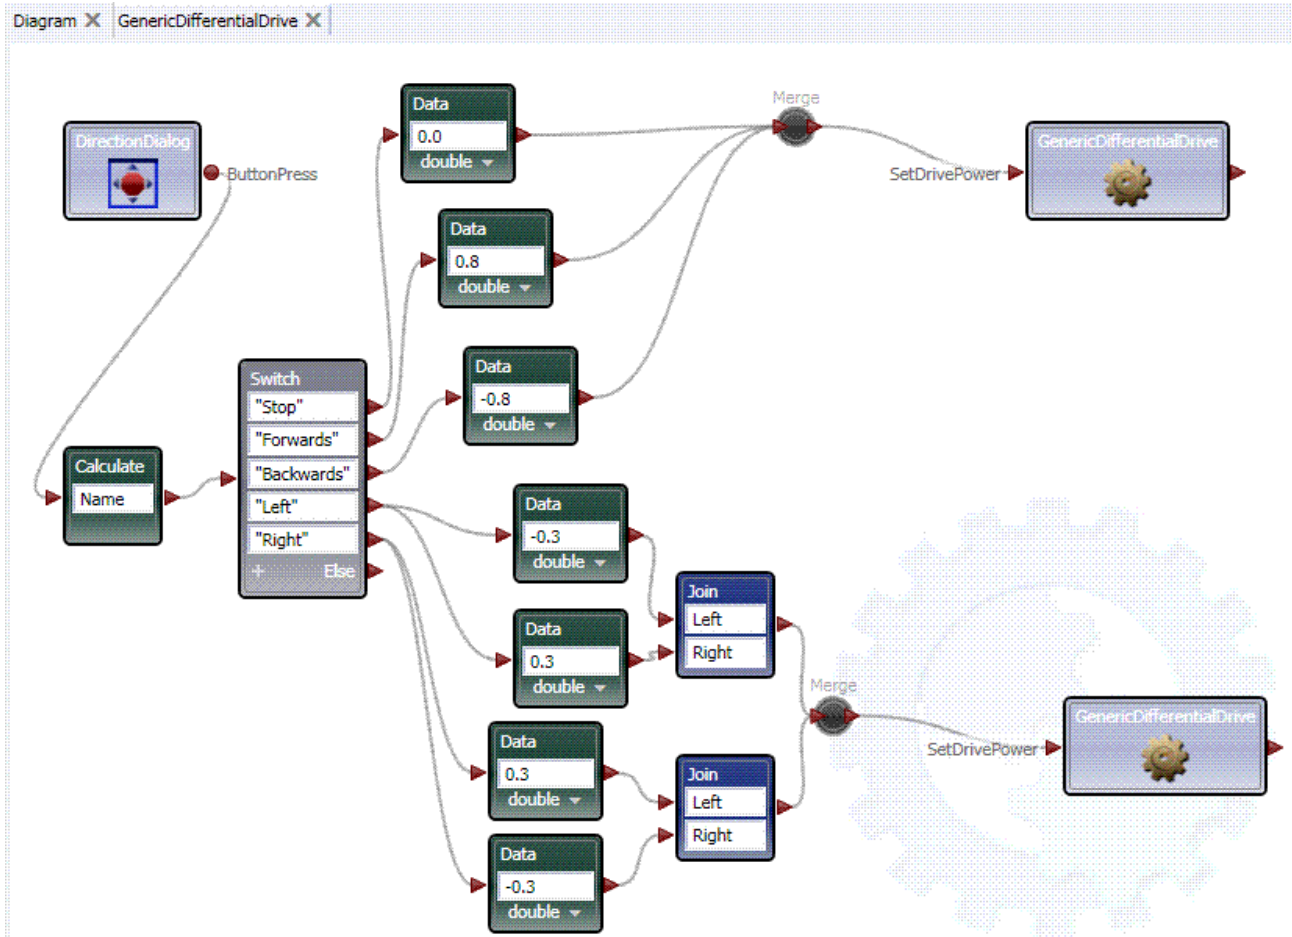 Diagram X GenericDifferentialDrive X
Data
0.0
double
Merge
DirectionDialog
ButtonPress
GenericDifferentialDrive
SetDrivePower
Data
0.8
double
Data
-0.8
double
Switch
"Stop"
"Forwards"
"Backwards"
"Left"
"Right"
+ Else
Calculate
Name
Data
-0.3
double
Data
0.3
double
Join
Left
Right
Merge
GenericDifferentialDrive
SetDrivePower
Data
0.3
double
Join
Left
Right
Data
-0.3
double